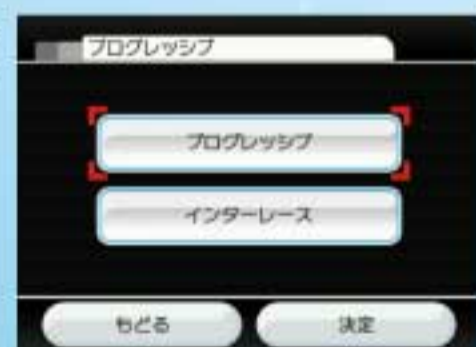 プログレッシブ
プログレッシブ
インターレース
もどる
決定